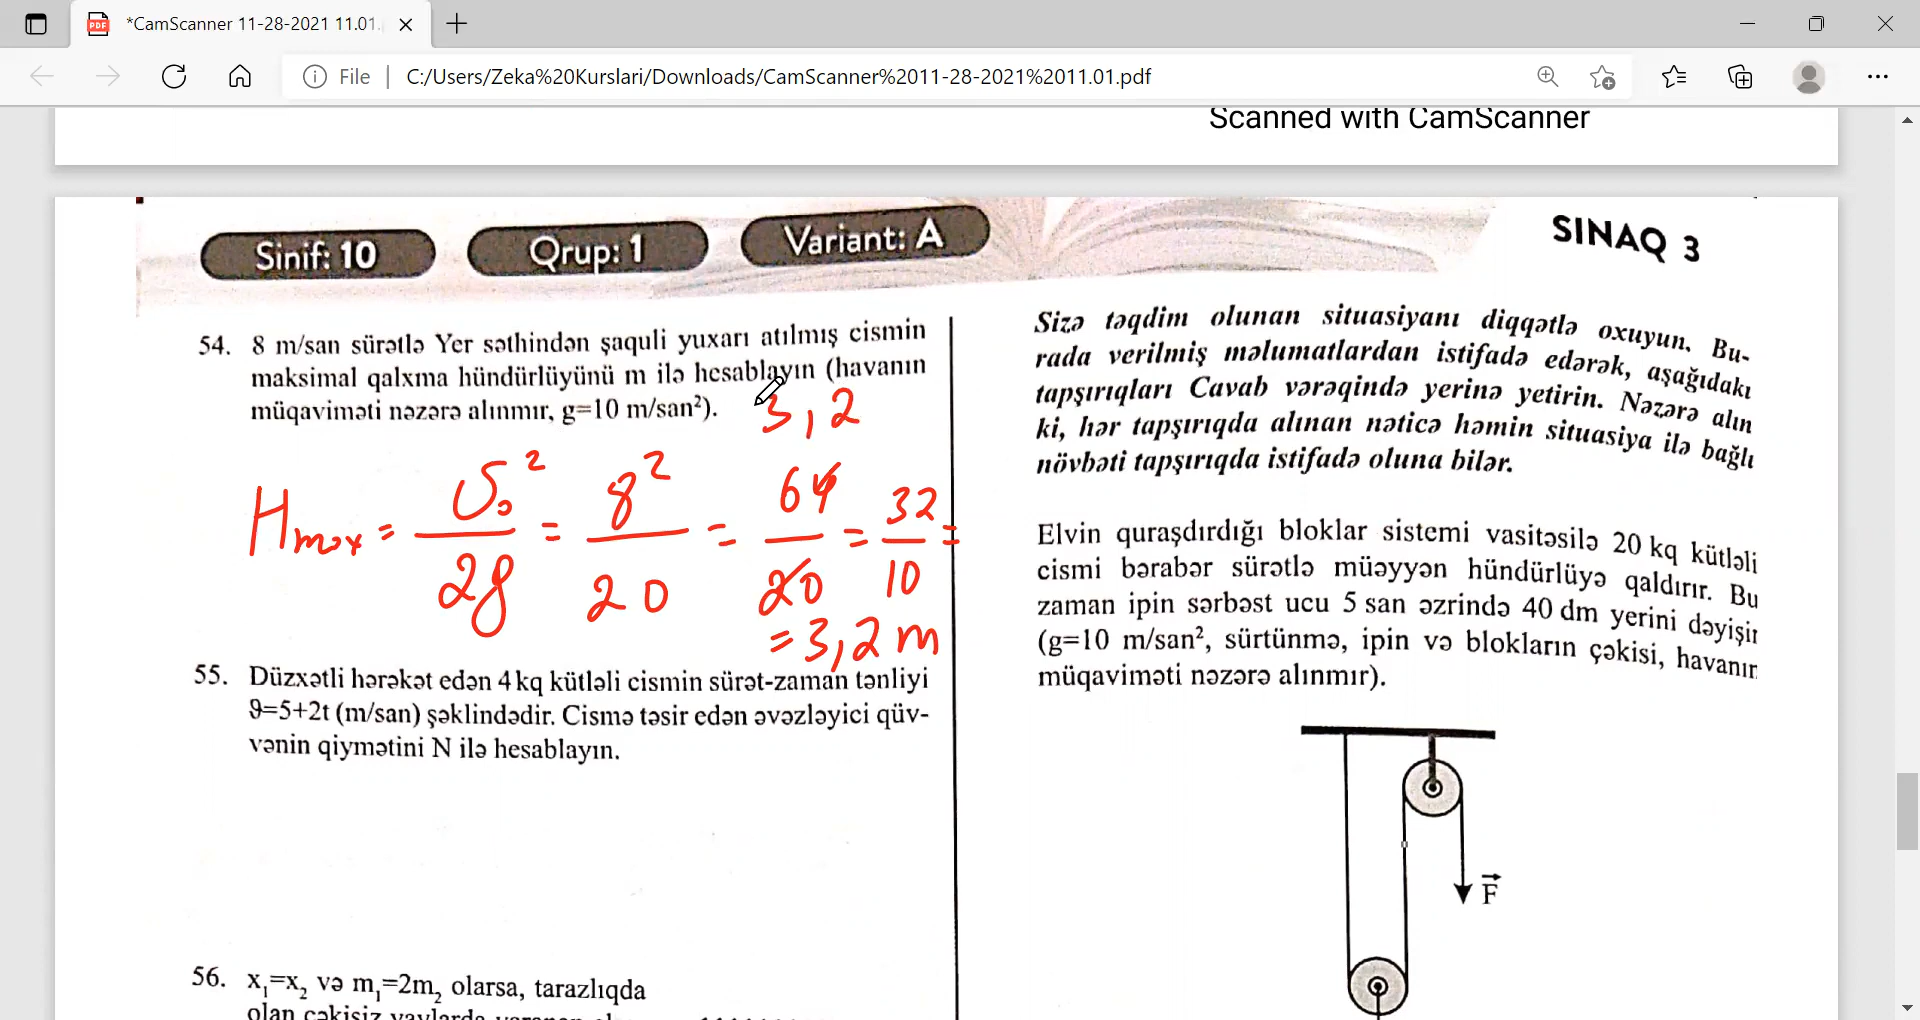 *CamScanner 11-28-2021 11.01.
File
C:/Users/Zeka%20Kurslari/Downloads/CamScanner%2011-28-2021%2011.01.pdf
Scanned with CamScanner
Sinif: 10
Qrup: 1
Variant: A
SINAQ 3
54. 8 m/san sürətlə Yer səthindən şaquli yuxarı atılmış cismin
maksimal qalxma hündürlüyünü m ilə hesablayın (havanın
müqaviməti nəzərə alınmır, g=10 m/san²).
3,2
Hmax = υ₀²/2g = 8²/20 = 64/20 = 32/10 =
= 3,2 m
55. Düzxətli hərəkət edən 4 kq kütləli cismin sürət-zaman tənliyi
ϑ=5+2t (m/san) şəklindədir. Cismə təsir edən əvəzləyici qüv-
vənin qiymətini N ilə hesablayın.
56. x₁=x₂ və m₁=2m₂ olarsa, tarazlıqda
olan çəkisiz
Sizə təqdim olunan situasiyanı diqqətlə oxuyun. Bu-
rada verilmiş məlumatlardan istifadə edərək, aşağıdakı
tapşırıqları Cavab vərəqində yerinə yetirin. Nəzərə alın
ki, hər tapşırıqda alınan nəticə həmin situasiya ilə bağlı
növbəti tapşırıqda istifadə oluna bilər.
Elvin quraşdırdığı bloklar sistemi vasitəsilə 20 kq kütləli
cismi bərabər sürətlə müəyyən hündürlüyə qaldırır. Bu
zaman ipin sərbəst ucu 5 san əzrində 40 dm yerini dəyişir
(g=10 m/san², sürtünmə, ipin və blokların çəkisi, havanın
müqaviməti nəzərə alınmır).
F